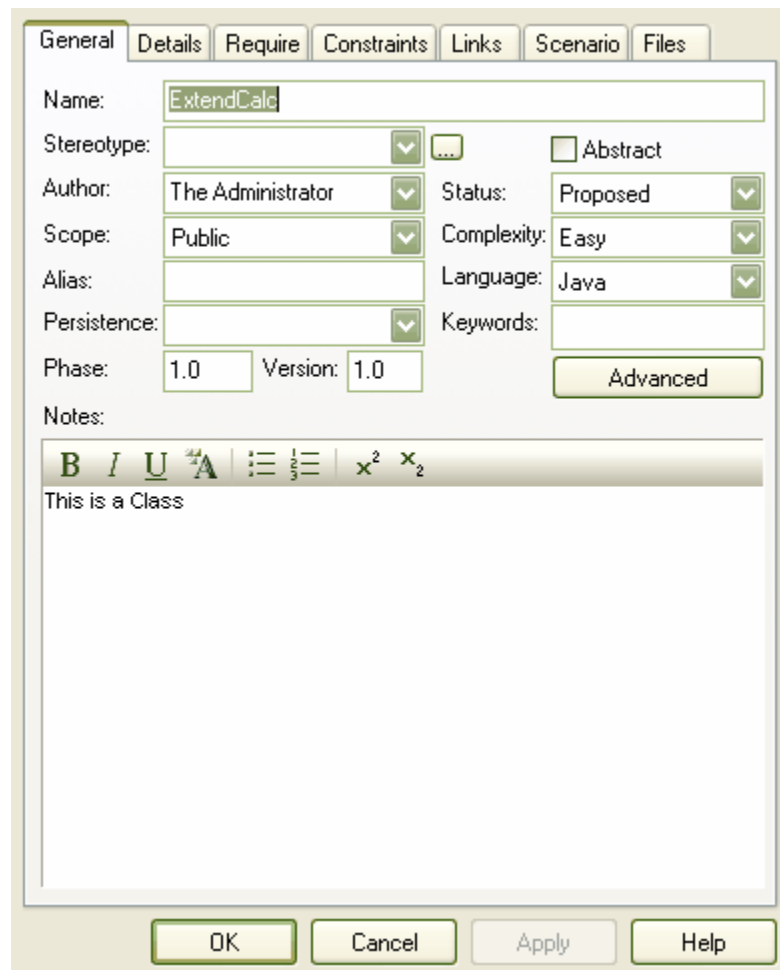 General Details Require Constraints Links Scenario Files
Name: ExtendCalc
Stereotype: ... Abstract
Author: The Administrator Status: Proposed
Scope: Public Complexity: Easy
Alias: Language: Java
Persistence: Keywords:
Phase: 1.0 Version: 1.0 Advanced
Notes:
B I U A x² x₂
This is a Class
OK Cancel Apply Help